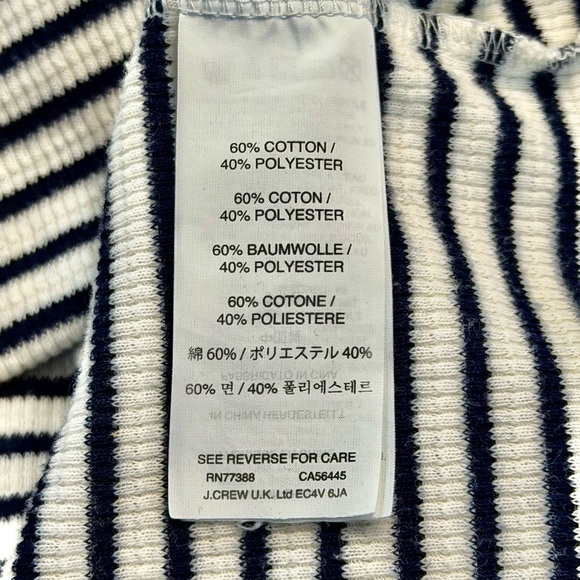 60% COTTON /
40% POLYESTER
60% COTON /
40% POLYESTER
60% BAUMWOLLE /
40% POLYESTER
60% COTONE /
40% POLIESTERE
綿 60% / ポリエステル 40%
60% 면 / 40% 폴리에스테르
SEE REVERSE FOR CARE
RN77388 CA56445
J.CREW U.K. Ltd EC4V 6JA